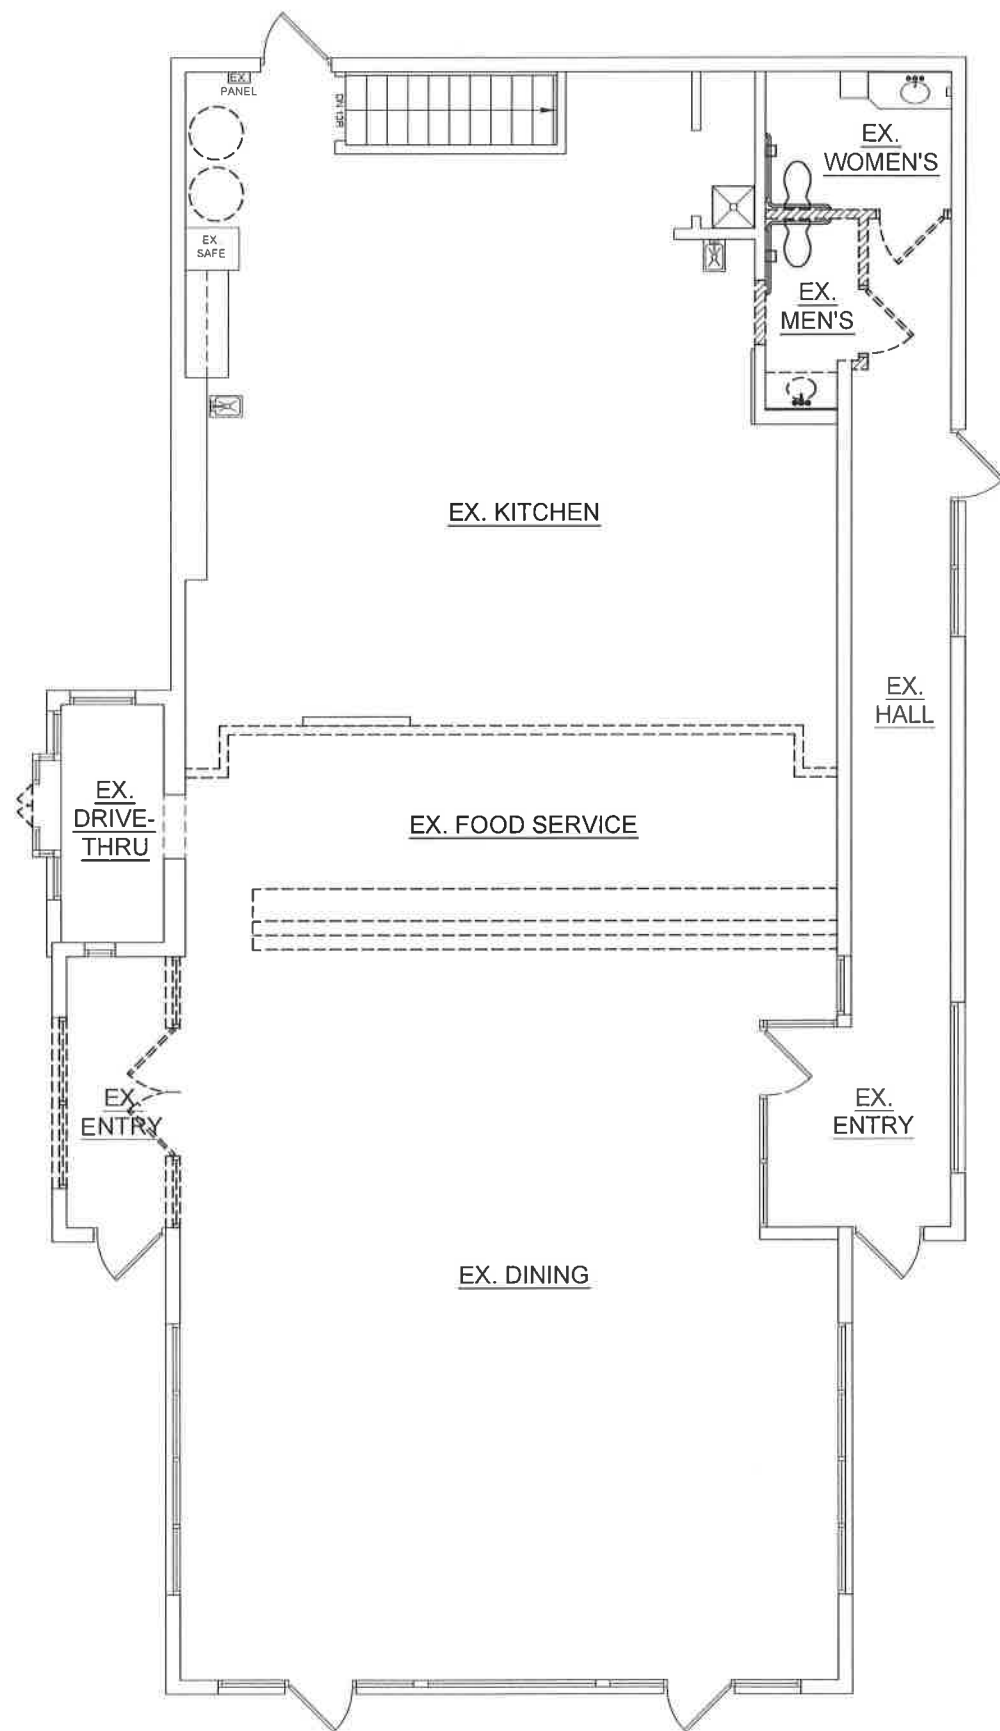 EX.
PANEL
DN 13R
EX.
WOMEN'S
EX.
SAFE
EX.
MEN'S
EX. KITCHEN
EX.
HALL
EX.
DRIVE-
THRU
EX. FOOD SERVICE
EX.
ENTRY
EX.
ENTRY
EX. DINING